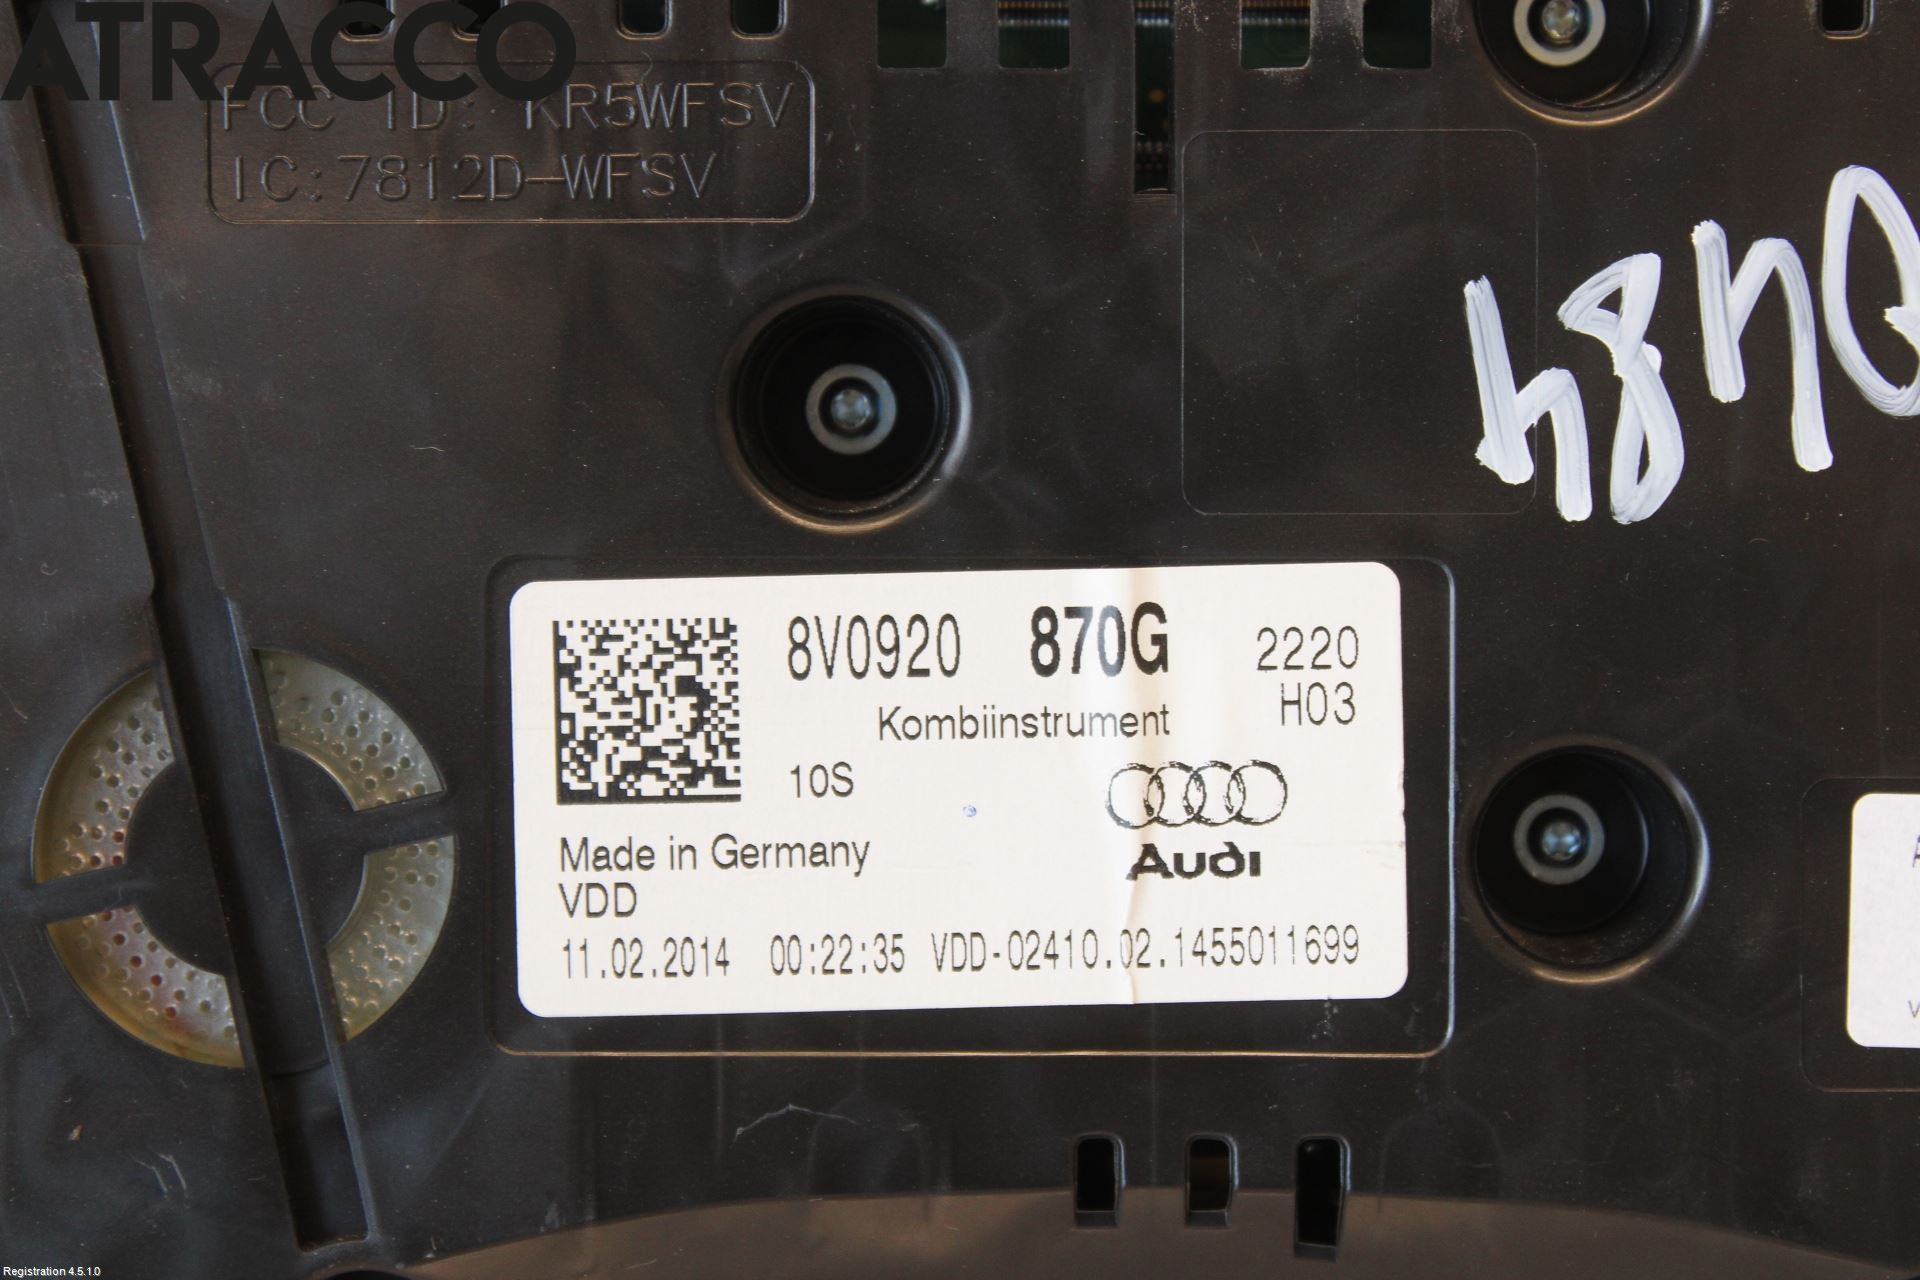 ATRACCO
FCC ID: KR5WFSV
IC:7812D-WFSV
8V0920 870G 2220
H03
Kombiinstrument
10S
Audi
Made in Germany
VDD
11.02.2014 00:22:35 VDD-02410.02.1455011699
Registration 4.5.1.0